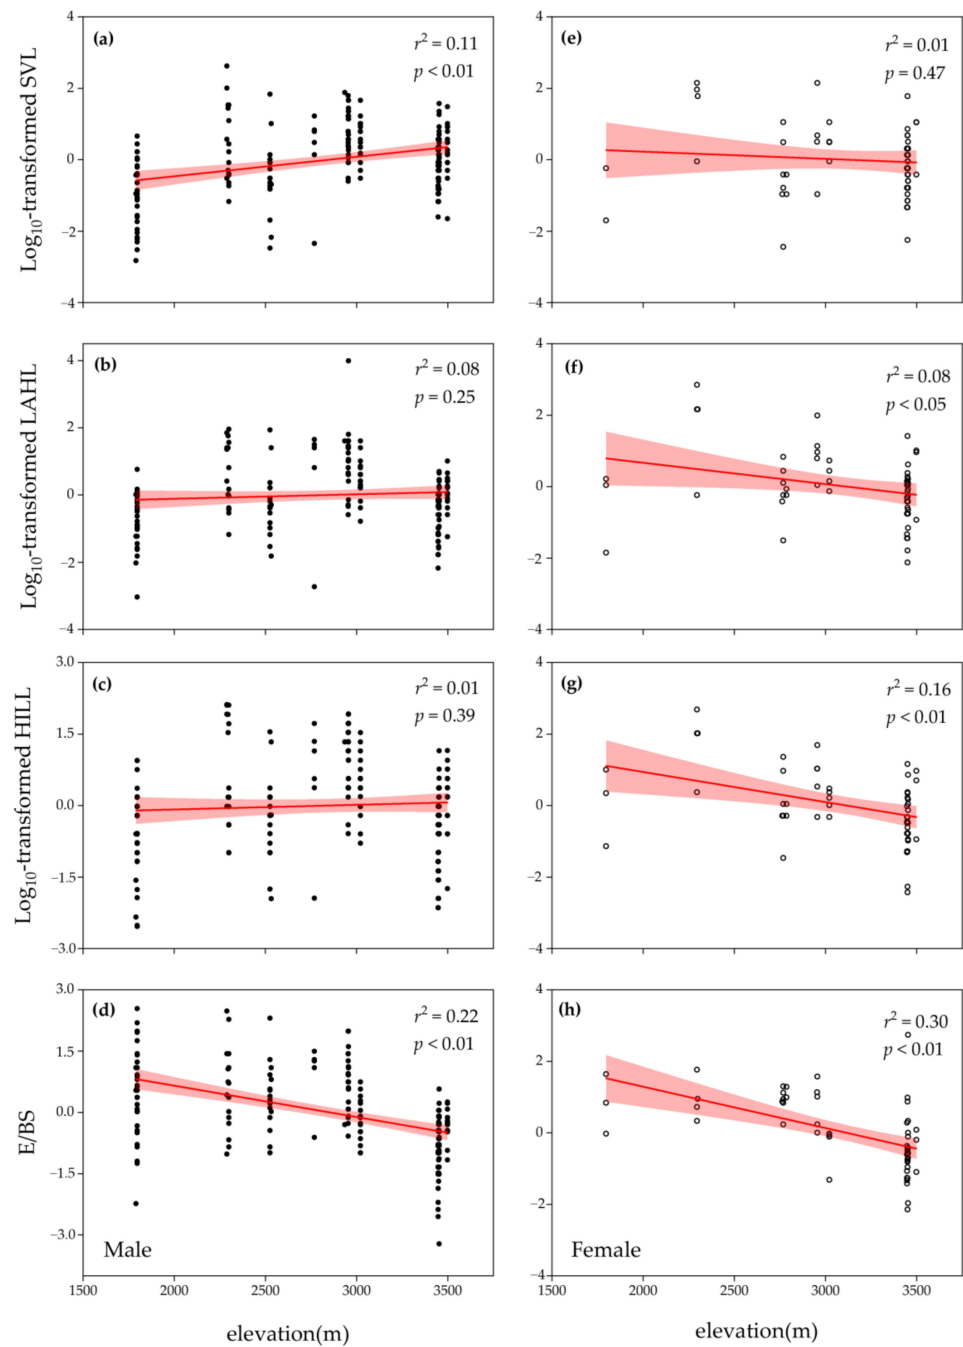 (a)
r² = 0.11
p < 0.01
4
2
0
−2
−4
Log₁₀-transformed SVL
(e)
r² = 0.01
p = 0.47
4
2
0
−2
−4
(b)
r² = 0.08
p = 0.25
4
2
0
−2
−4
Log₁₀-transformed LAHL
(f)
r² = 0.08
p < 0.05
4
2
0
−2
−4
(c)
r² = 0.01
p = 0.39
3.0
1.5
0.0
−1.5
−3.0
Log₁₀-transformed HILL
(g)
r² = 0.16
p < 0.01
4
2
0
−2
−4
(d)
r² = 0.22
p < 0.01
3.0
1.5
0.0
−1.5
−3.0
E/BS
Male
1500 2000 2500 3000 3500
elevation(m)
(h)
r² = 0.30
p < 0.01
4
2
0
−2
−4
Female
2000 2500 3000 3500
elevation(m)